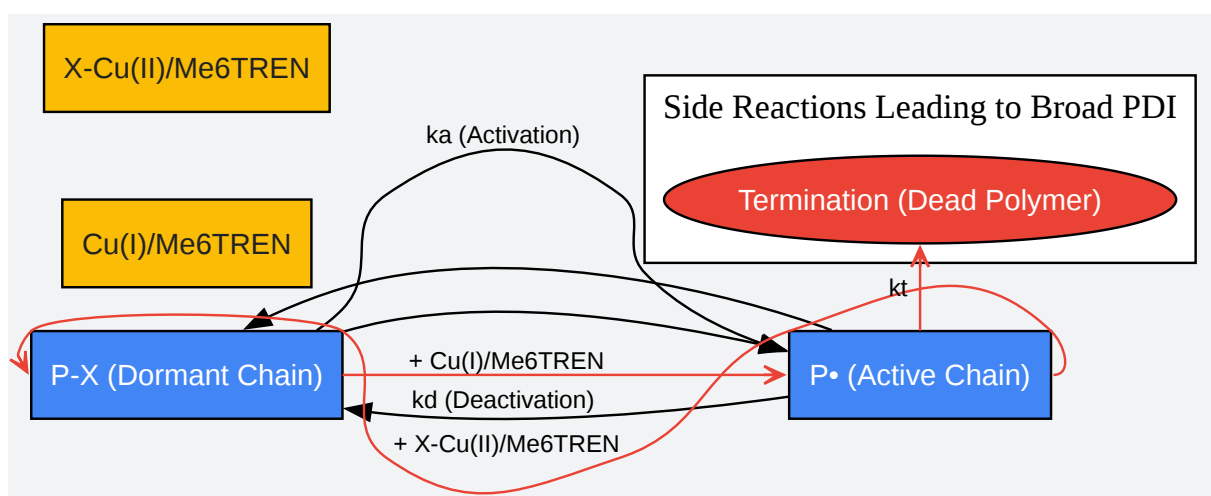 X-Cu(II)/Me6TREN
Side Reactions Leading to Broad PDI
ka (Activation)
Termination (Dead Polymer)
Cu(I)/Me6TREN
kt
P-X (Dormant Chain)
+ Cu(I)/Me6TREN
P• (Active Chain)
kd (Deactivation)
+ X-Cu(II)/Me6TREN